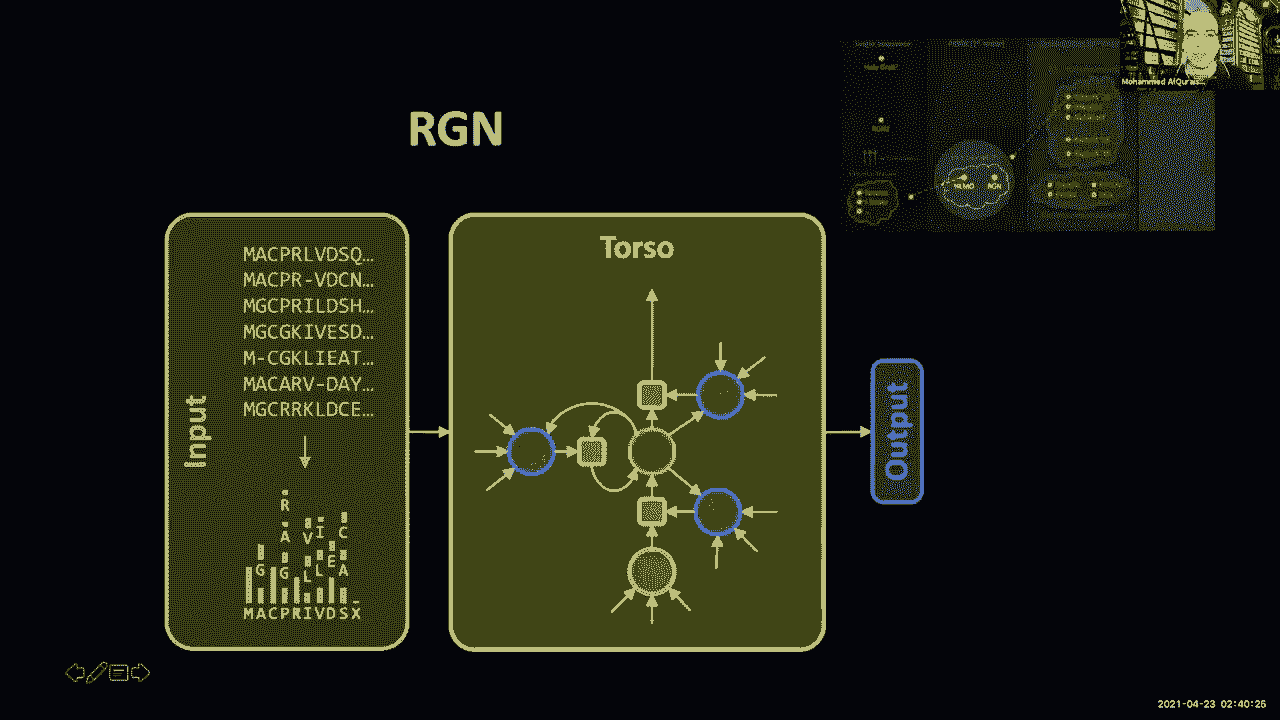 Mohammed AlQurai...
NEMO RGN
RGN
Torso
Input
MACPRLVDSQ…
MACPR-VDCN…
MGCPRILDSH…
MGCGKIVESD…
M-CGKLIEAT…
MACARV-DAY…
MGCRRKLDCE…
R
A V I C
G G L L E A
MACPRIVDSX
Output
2021-04-23 02:40:25